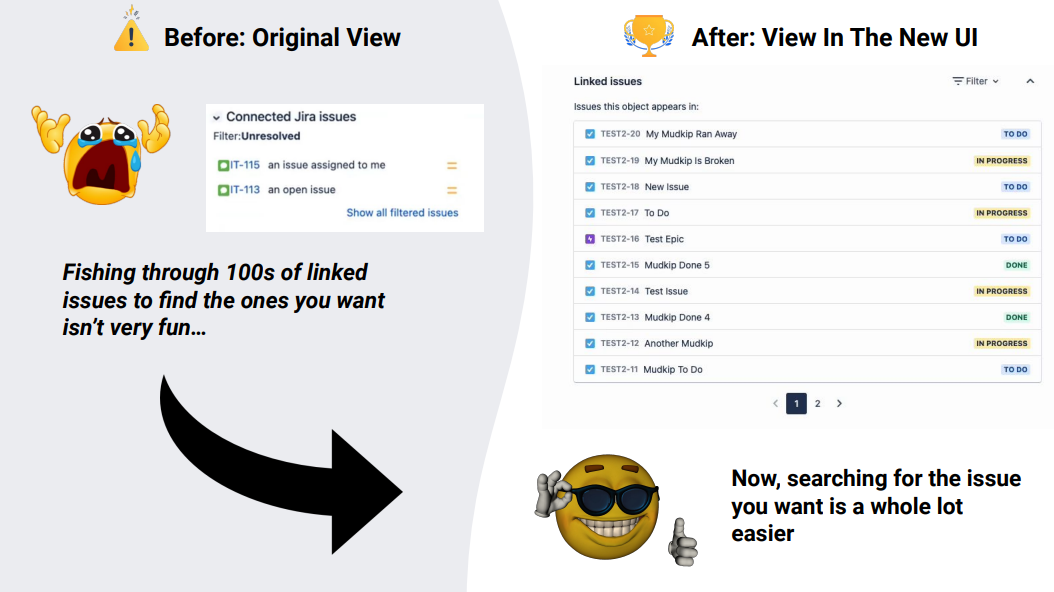 Before: Original View
Connected Jira issues
Filter:Unresolved
IT-115 an issue assigned to me
IT-113 an open issue
Show all filtered issues
Fishing through 100s of linked
issues to find the ones you want
isn't very fun...
After: View In The New UI
Linked issues Filter
Issues this object appears in:
TEST2-20 My Mudkip Ran Away TO DO
TEST2-19 My Mudkip Is Broken IN PROGRESS
TEST2-18 New Issue TO DO
TEST2-17 To Do IN PROGRESS
TEST2-16 Test Epic TO DO
TEST2-15 Mudkip Done 5 DONE
TEST2-14 Test Issue IN PROGRESS
TEST2-13 Mudkip Done 4 DONE
TEST2-12 Another Mudkip IN PROGRESS
TEST2-11 Mudkip To Do TO DO
1 2
Now, searching for the issue
you want is a whole lot
easier